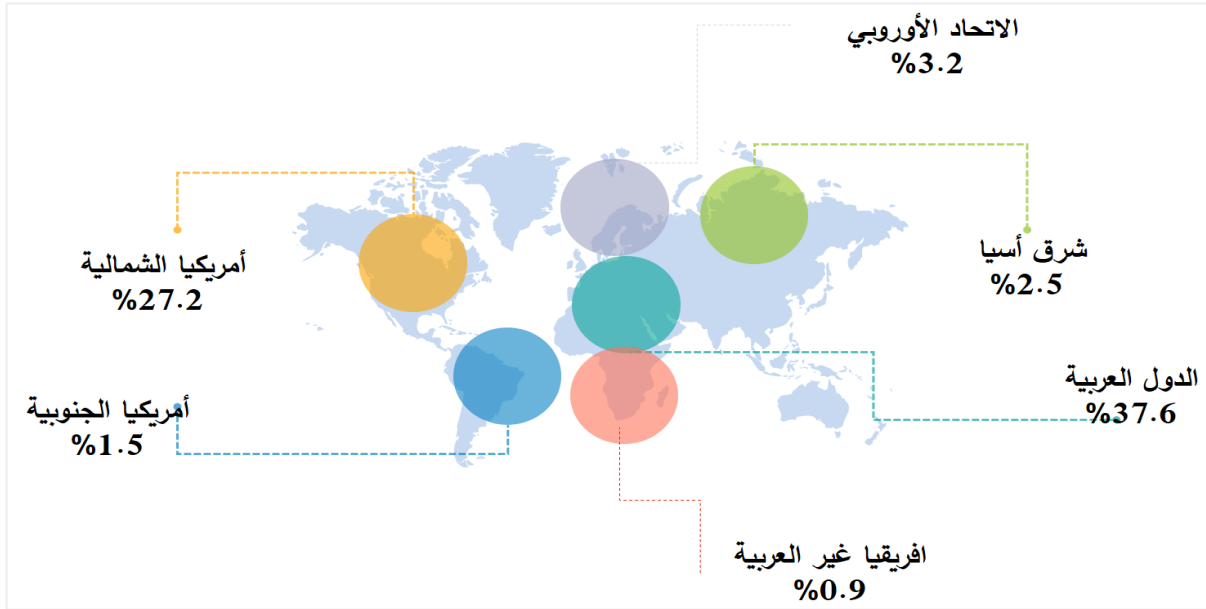 الاتحاد الأوروبي
%3.2
شرق أسيا
%2.5
أمريكيا الشمالية
%27.2
الدول العربية
%37.6
أمريكيا الجنوبية
%1.5
افريقيا غير العربية
%0.9